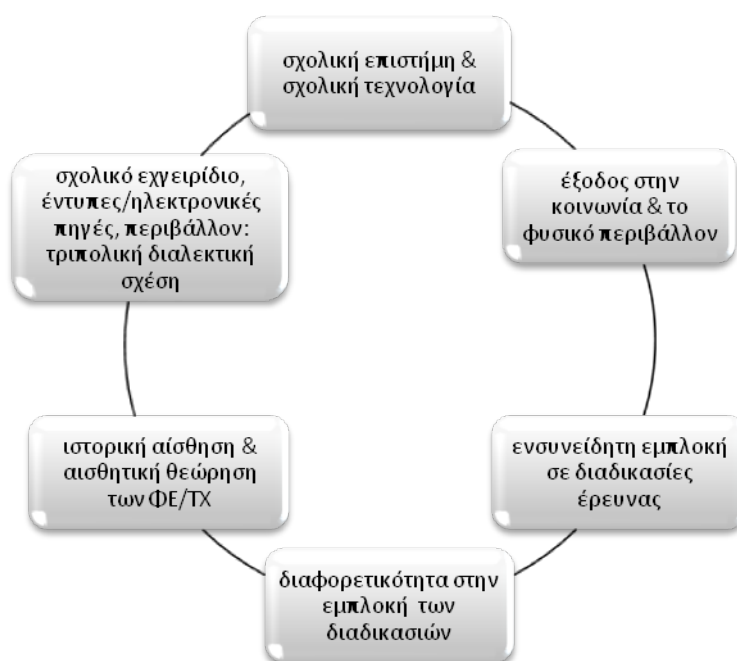 σχολική επιστήμη &
σχολική τεχνολογία
έξοδος στην
κοινωνία & το
φυσικό περιβάλλον
ενσυνείδητη εμπλοκή
σε διαδικασίες
έρευνας
διαφορετικότητα στην
εμπλοκή των
διαδικασιών
ιστορική αίσθηση &
αισθητική θεώρηση
των ΦΕ/ΤΧ
σχολικό εχγειρίδιο,
έντυπες/ηλεκτρονικές
πηγές, περιβάλλον:
τριπολική διαλεκτική
σχέση